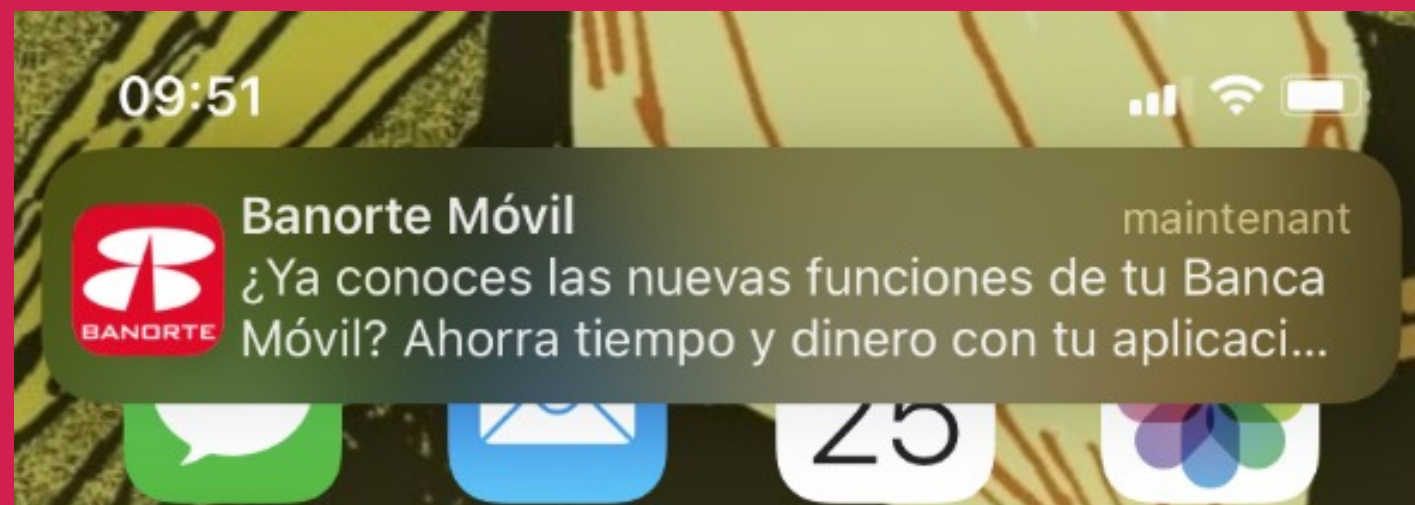 09:51
Banorte Móvil
maintenant
¿Ya conoces las nuevas funciones de tu Banca
Móvil? Ahorra tiempo y dinero con tu aplicaci...
BANORTE
25